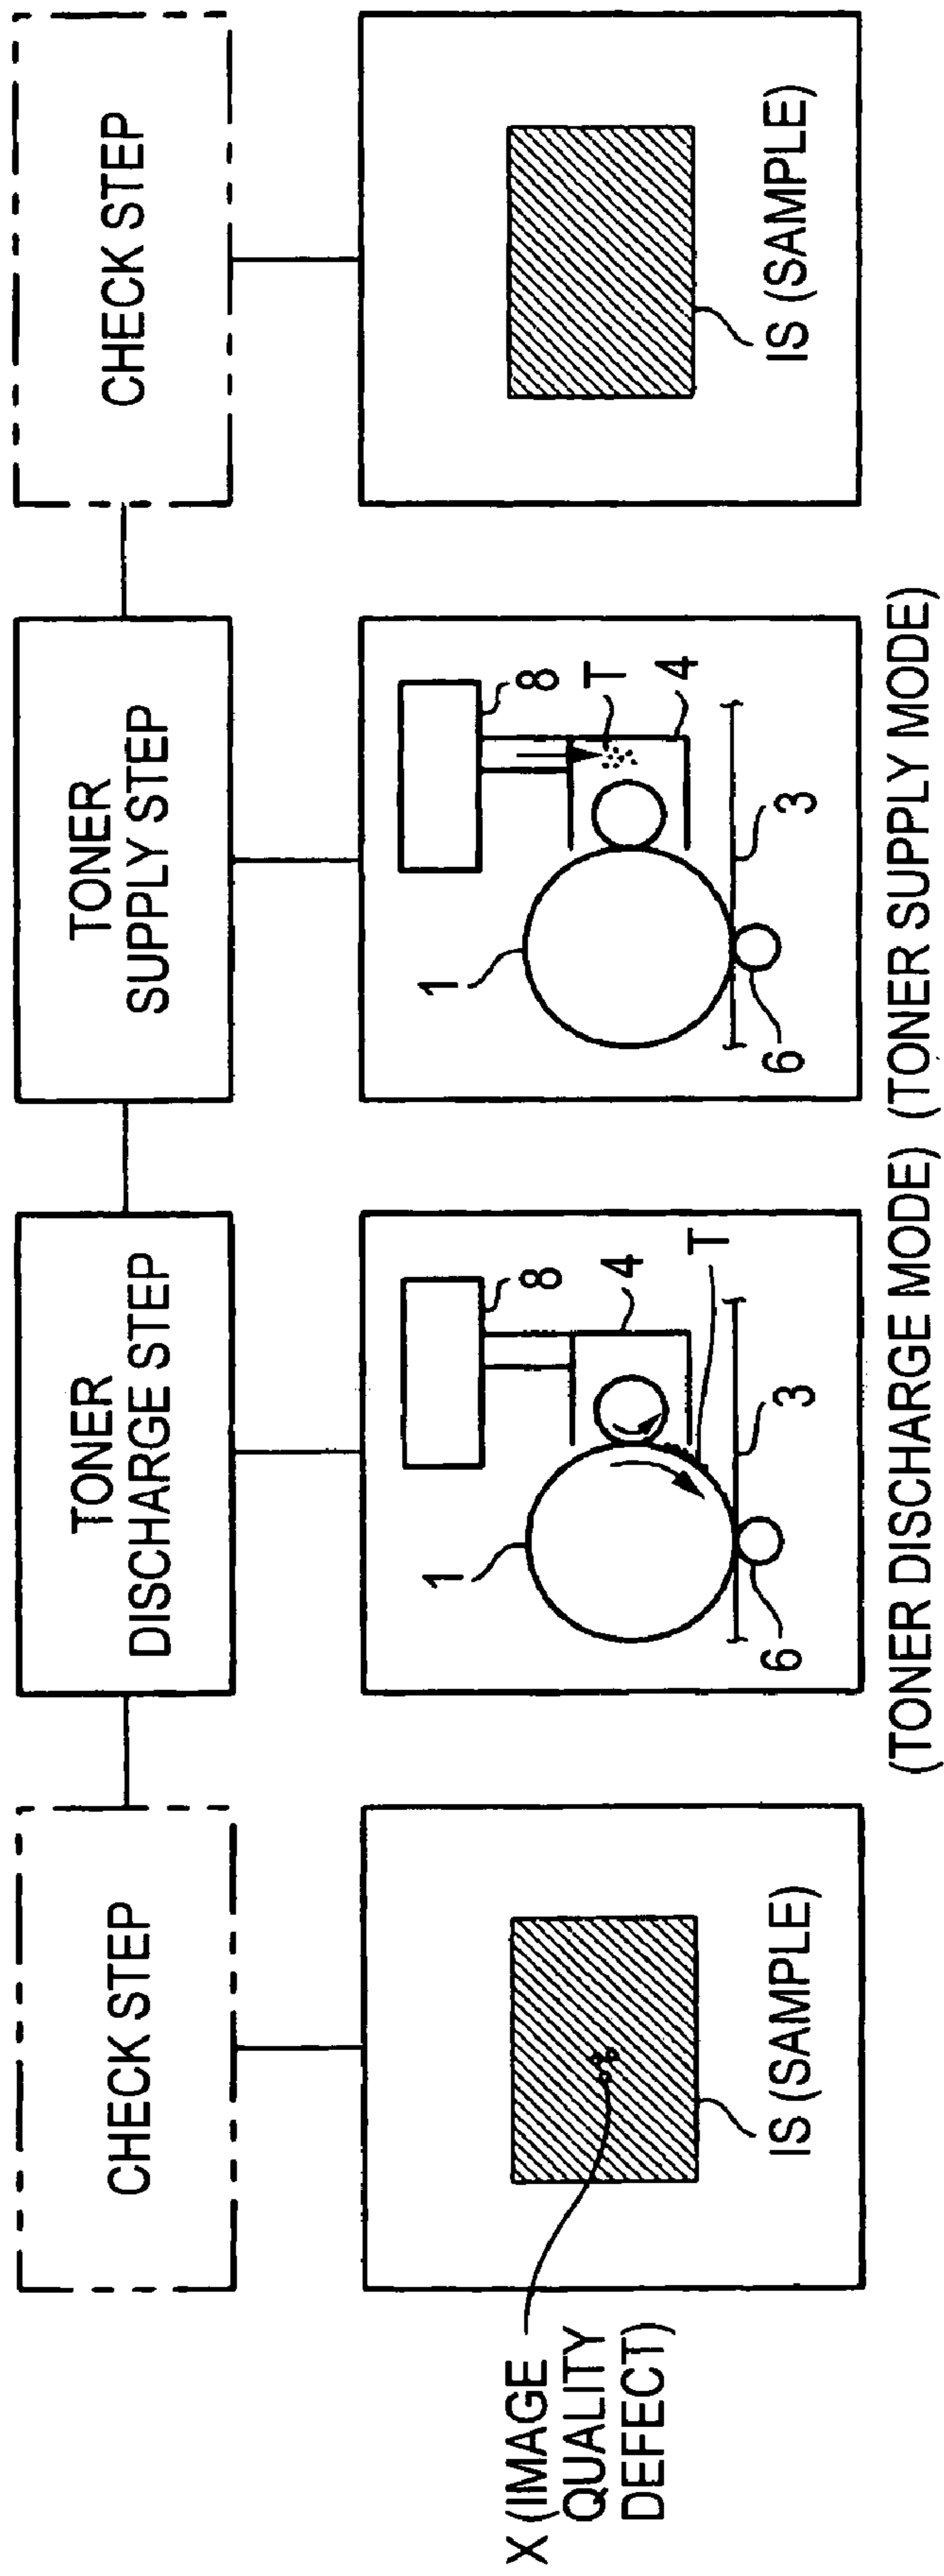 CHECK STEP
TONER
DISCHARGE STEP
TONER
SUPPLY STEP
CHECK STEP
X (IMAGE
QUALITY
DEFECT)
IS (SAMPLE)
1
8
4
T
3
6
(TONER DISCHARGE MODE)
1
8
T
4
3
6
(TONER SUPPLY MODE)
IS (SAMPLE)